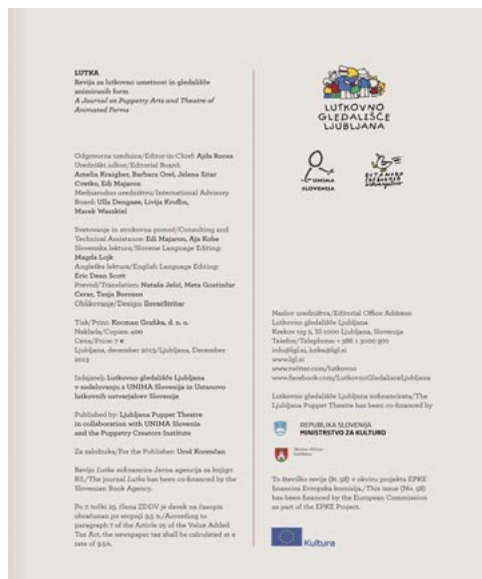 LUTKA
Revija za lutkovno umetnost in gledališče
animiranih form
A Journal on Puppetry Arts and Theatre of
Animated Forms
Odgovorna urednica/Editor-in-Chief: Ajda Rooss
Uredniški odbor/Editorial Board:
Amelia Kraigher, Barbara Orel, Jelena Sitar
Cvetko, Edi Majaron
Mednarodno uredništvo/International Advisory
Board: Ulla Dengsøe, Livija Kroflin,
Marek Waszkiel
Svetovanje in strokovna pomoč/Consulting and
Technical Assistance: Edi Majaron, Aja Kobe
Slovenska lektura/Slovene Language Editing:
Magda Lojk
Angleška lektura/English Language Editing:
Eric Dean Scott
Prevod/Translation: Nataša Jelić, Meta Gostinčar
Cerar, Tanja Boronan
Oblikovanje/Design: IlovarStritar
Tisk/Print: Kocman Grafika, d. n. o.
Naklada/Copies: 400
Cena/Price: 7 €
Ljubljana, december 2013/Ljubljana, December
2013
Izdajatelj: Lutkovno gledališče Ljubljana
v sodelovanju z UNIMA Slovenija in Ustanovo
lutkovnih ustvarjalcev Slovenije
Published by: Ljubljana Puppet Theatre
in collaboration with UNIMA Slovenia
and the Puppetry Creators Institute
Za založnika/For the Publisher: Uroš Korenčan
Revijo Lutka sofinancira Javna agencija za knjigo
RS./The journal Lutka has been co-financed by the
Slovenian Book Agency.
Po 7. točki 25. člena ZDDV je davek na časopis
obračunan po stopnji 9,5 %./According to
paragraph 7 of the Article 25 of the Value Added
Tax Act, the newspaper tax shall be calculated at a
rate of 9.5%.
LUTKOVNO
GLEDALIŠČE
LJUBLJANA
UNIMA
SLOVENIJA
Naslov uredništva/Editorial Office Address:
Lutkovno gledališče Ljubljana
Krekov trg 2, SI-1000 Ljubljana, Slovenija
Telefon/Telephone: + 386 1 3000 970
info@lgl.si, lutka@lgl.si
www.lgl.si
www.twitter.com/lutkovno
www.facebook.com/LutkovnoGledalisceLjubljana
Lutkovno gledališče Ljubljana sofinancirata/The
Ljubljana Puppet Theatre has been co-financed by
REPUBLIKA SLOVENIJA
MINISTRSTVO ZA KULTURO
To številko revije (št. 58) v okviru projekta EPKE
financira Evropska komisija./This issue (No. 58)
has been financed by the European Commission
as part of the EPKE Project.
Kultura